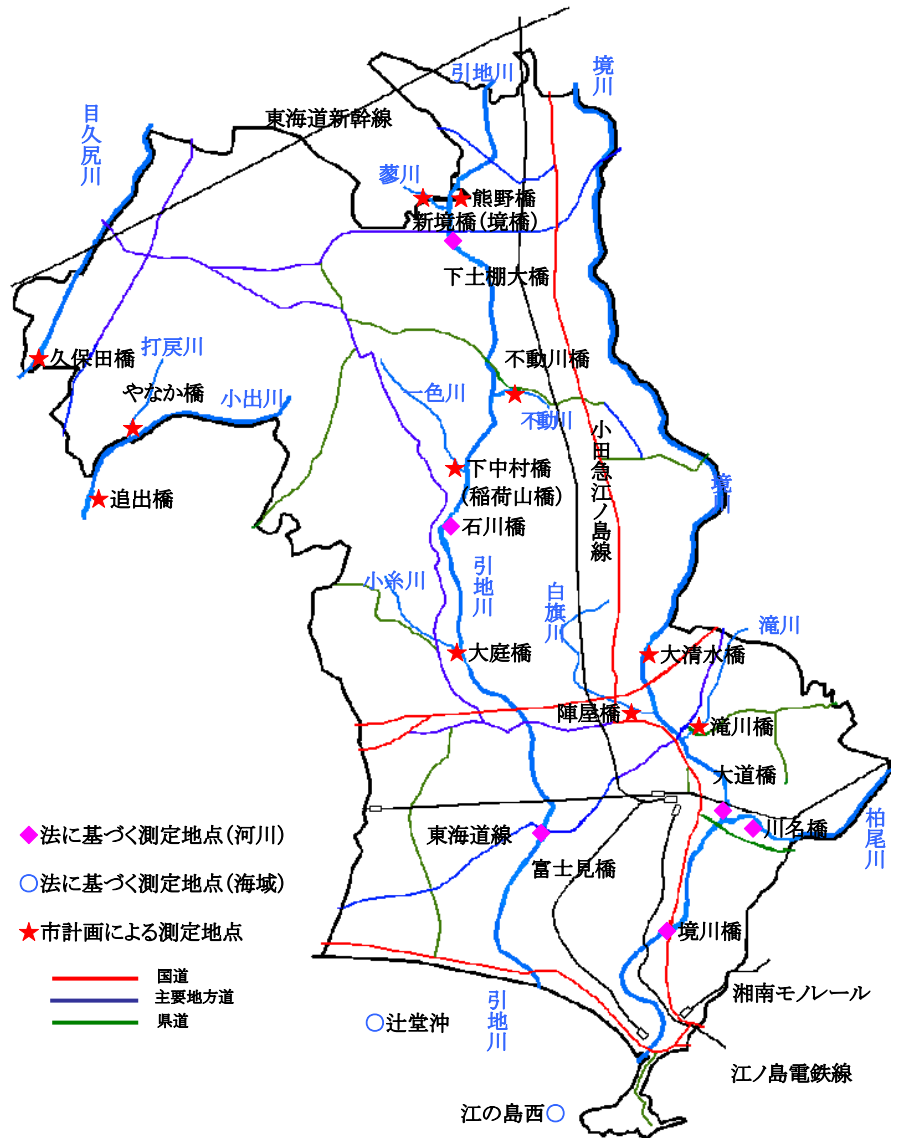 引地川
境川
東海道新幹線
目久尻川
蓼川
熊野橋
新境橋(境橋)
下土棚大橋
久保田橋
打戻川
やなか橋
小出川
追出橋
不動川橋
一色川
不動川
下中村橋
(稲荷山橋)
石川橋
小田急江ノ島線
境川
引地川
小糸川
大庭橋
白旗川
滝川
大清水橋
陣屋橋
滝川橋
大道橋
川名橋
柏尾川
東海道線
富士見橋
境川橋
法に基づく測定地点(河川)
法に基づく測定地点(海域)
市計画による測定地点
国道
主要地方道
県道
引地川
辻堂沖
湘南モノレール
江ノ島電鉄線
江の島西